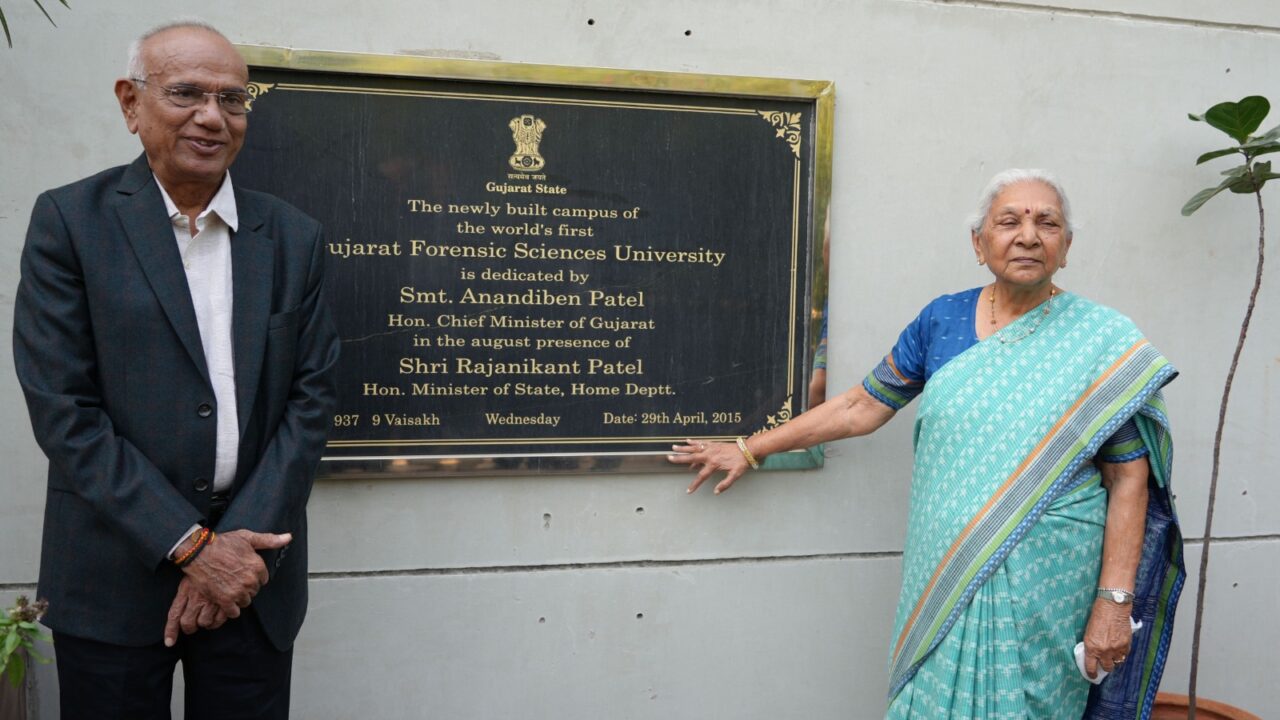 सत्यमेव जयते
Gujarat State
The newly built campus of
the world's first
ujarat Forensic Sciences University
is dedicated by
Smt. Anandiben Patel
Hon. Chief Minister of Gujarat
in the august presence of
Shri Rajanikant Patel
Hon. Minister of State, Home Deptt.
937 9 Vaisakh Wednesday Date: 29th April, 2015